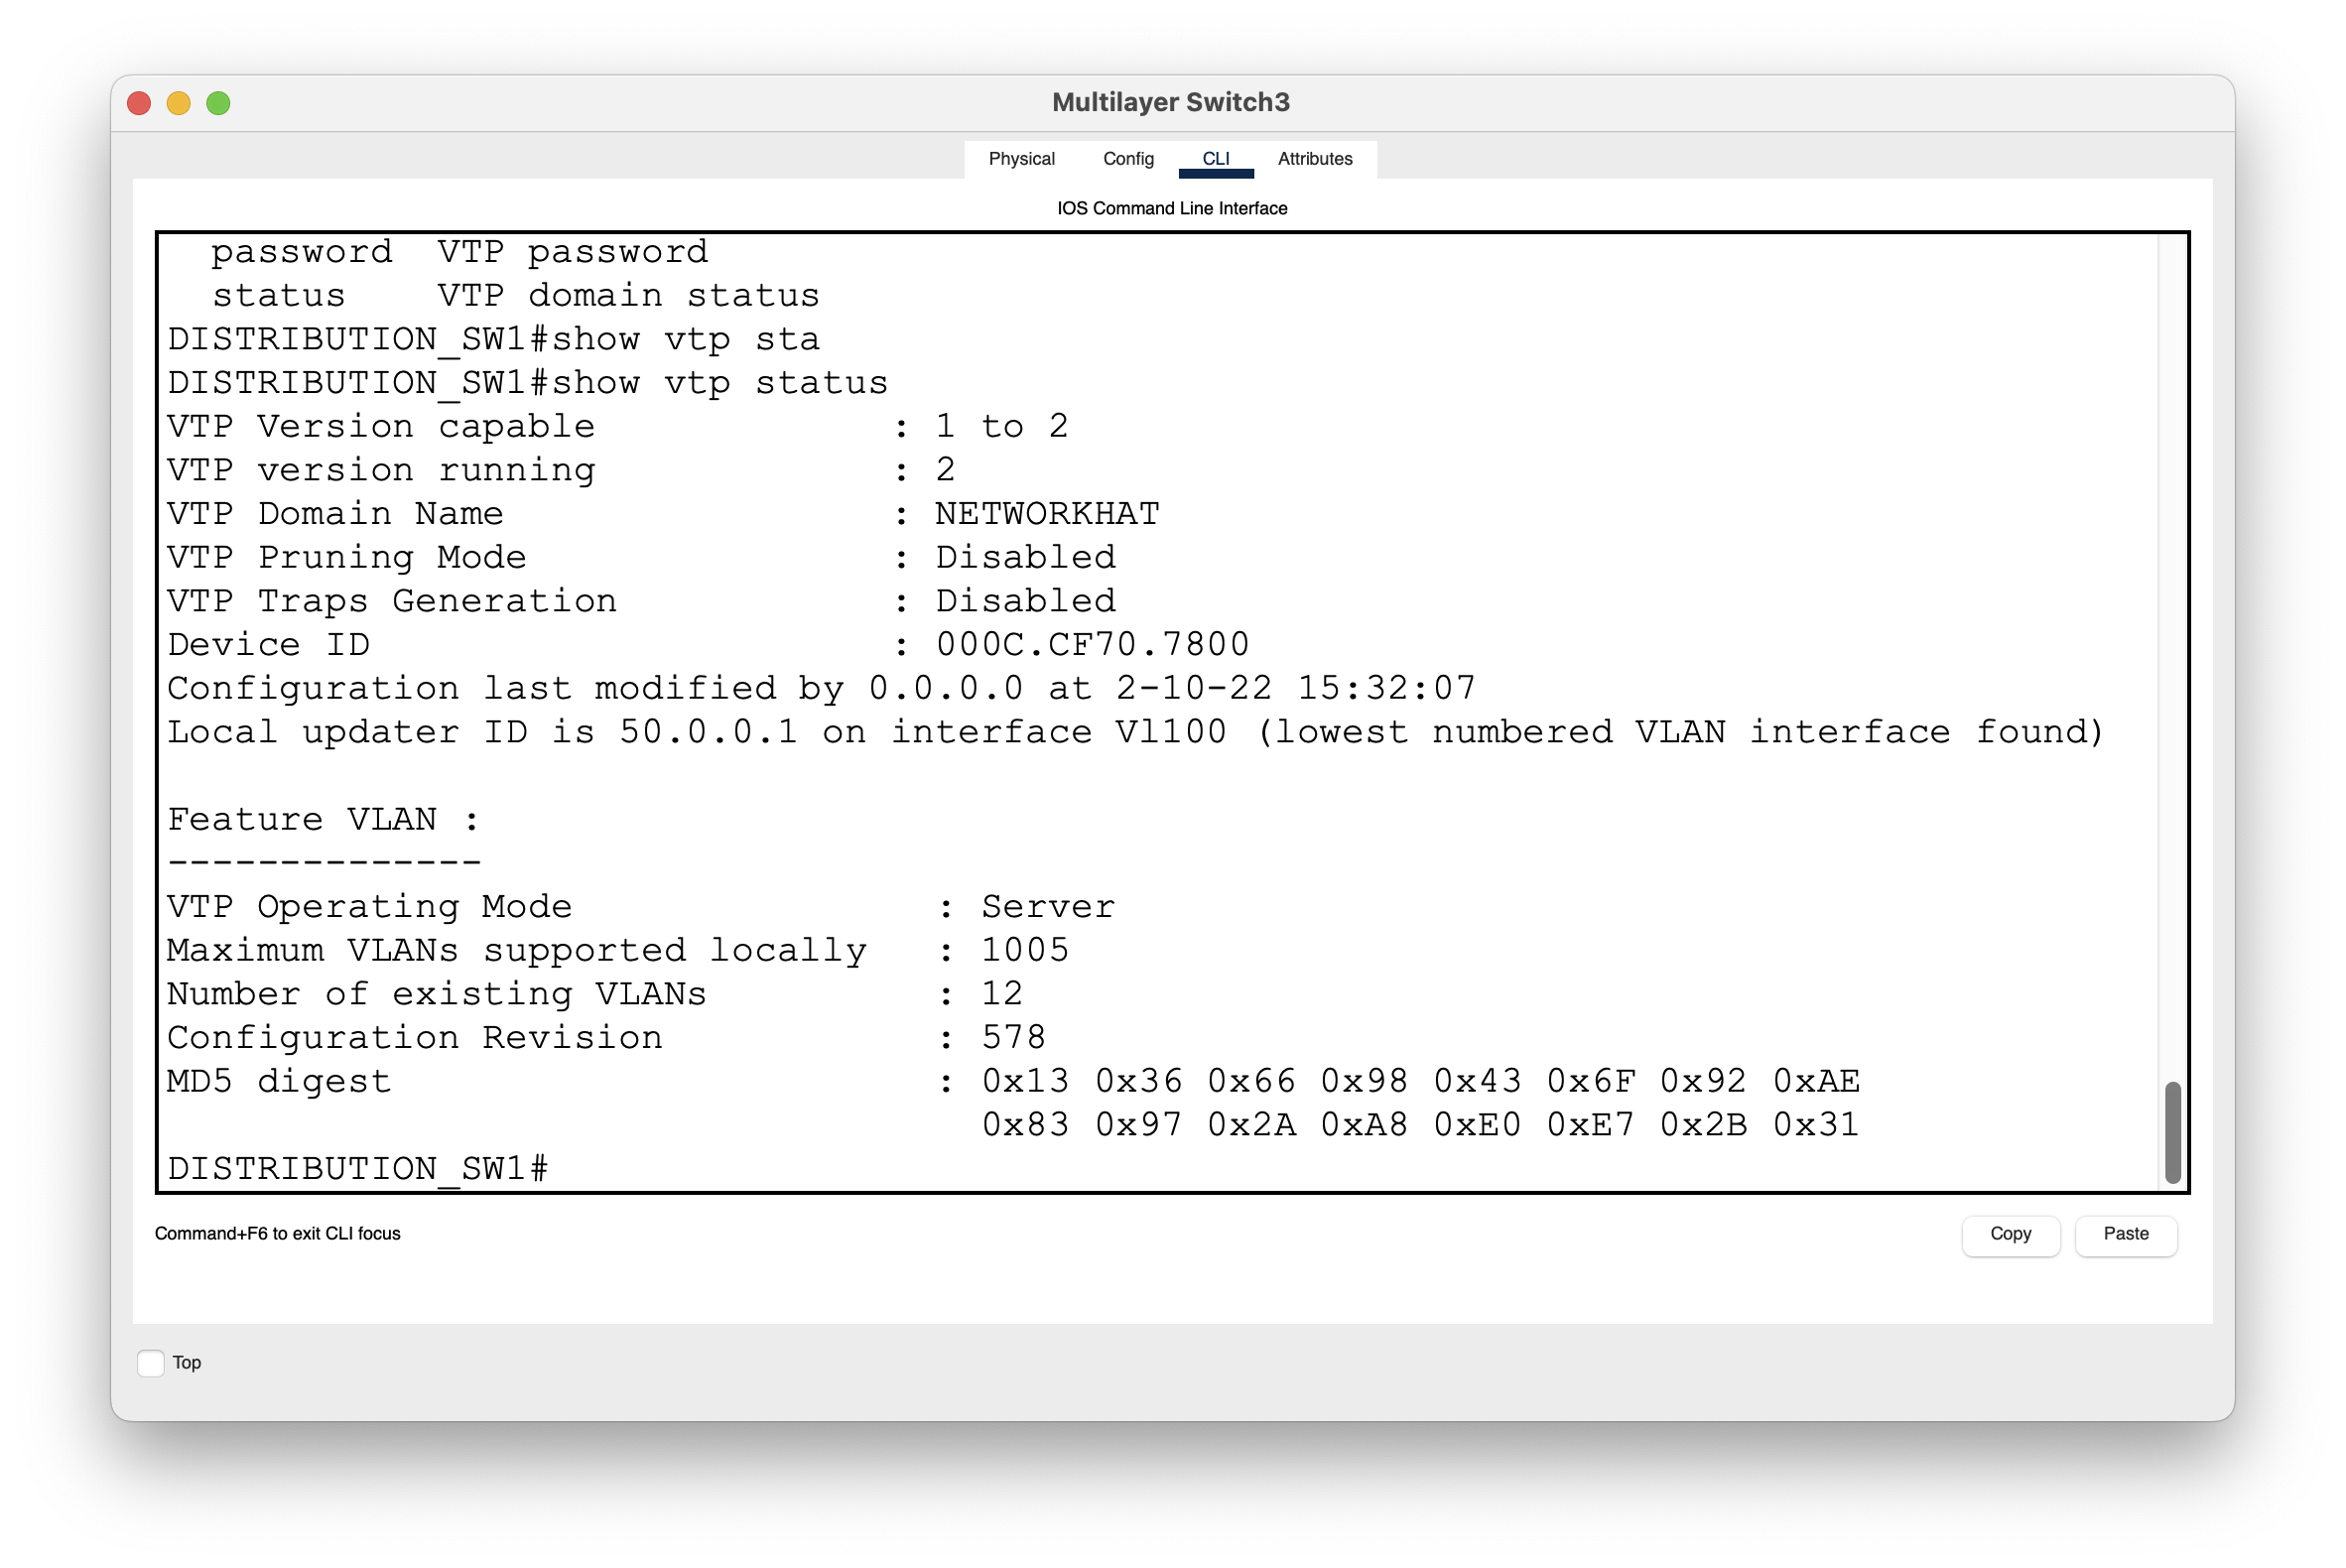 Multilayer Switch3
Physical Config CLI Attributes
IOS Command Line Interface
  password  VTP password
  status    VTP domain status
DISTRIBUTION_SW1#show vtp sta
DISTRIBUTION_SW1#show vtp status
VTP Version capable             : 1 to 2
VTP version running             : 2
VTP Domain Name                 : NETWORKHAT
VTP Pruning Mode                : Disabled
VTP Traps Generation            : Disabled
Device ID                       : 000C.CF70.7800
Configuration last modified by 0.0.0.0 at 2-10-22 15:32:07
Local updater ID is 50.0.0.1 on interface Vl100 (lowest numbered VLAN interface found)
Feature VLAN :
--------------
VTP Operating Mode                : Server
Maximum VLANs supported locally   : 1005
Number of existing VLANs          : 12
Configuration Revision            : 578
MD5 digest                        : 0x13 0x36 0x66 0x98 0x43 0x6F 0x92 0xAE
                                    0x83 0x97 0x2A 0xA8 0xE0 0xE7 0x2B 0x31
DISTRIBUTION_SW1#
Command+F6 to exit CLI focus
Copy Paste
Top